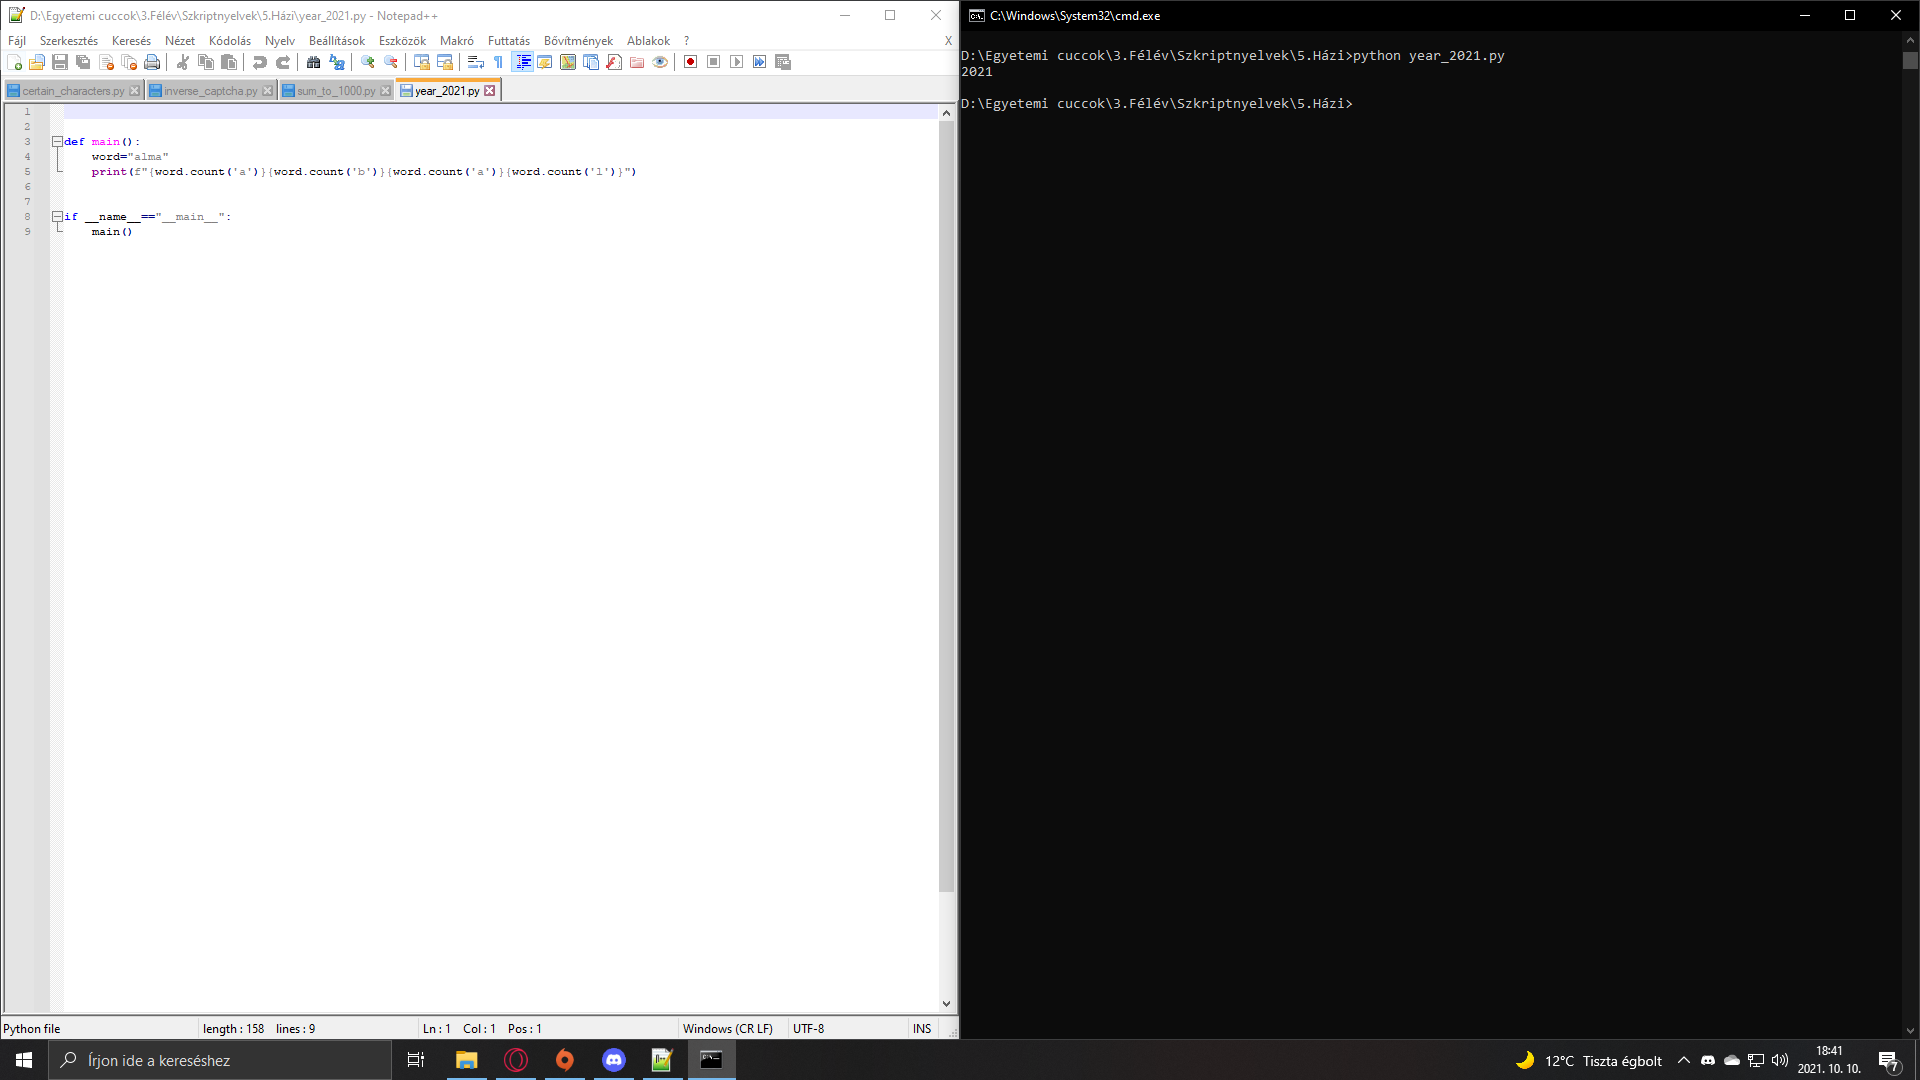 D:\Egyetemi cuccok\3.Félév\Szkriptnyelvek\5.Házi\year_2021.py - Notepad++
Fájl Szerkesztés Keresés Nézet Kódolás Nyelv Beállítások Eszközök Makró Futtatás Bővítmények Ablakok ? X
certain_characters.py inverse_captcha.py sum_to_1000.py year_2021.py
1
2
3 def main():
4 word="alma"
5 print(f"{word.count('a')}{word.count('b')}{word.count('a')}{word.count('l')}")
6
7
8 if __name__=="__main__":
9 main()
Python file length : 158 lines : 9 Ln : 1 Col : 1 Pos : 1 Windows (CR LF) UTF-8 INS
C:\Windows\System32\cmd.exe
D:\Egyetemi cuccok\3.Félév\Szkriptnyelvek\5.Házi>python year_2021.py
2021
D:\Egyetemi cuccok\3.Félév\Szkriptnyelvek\5.Házi>
Írjon ide a kereséshez
12°C Tiszta égbolt
18:41
2021. 10. 10.
7